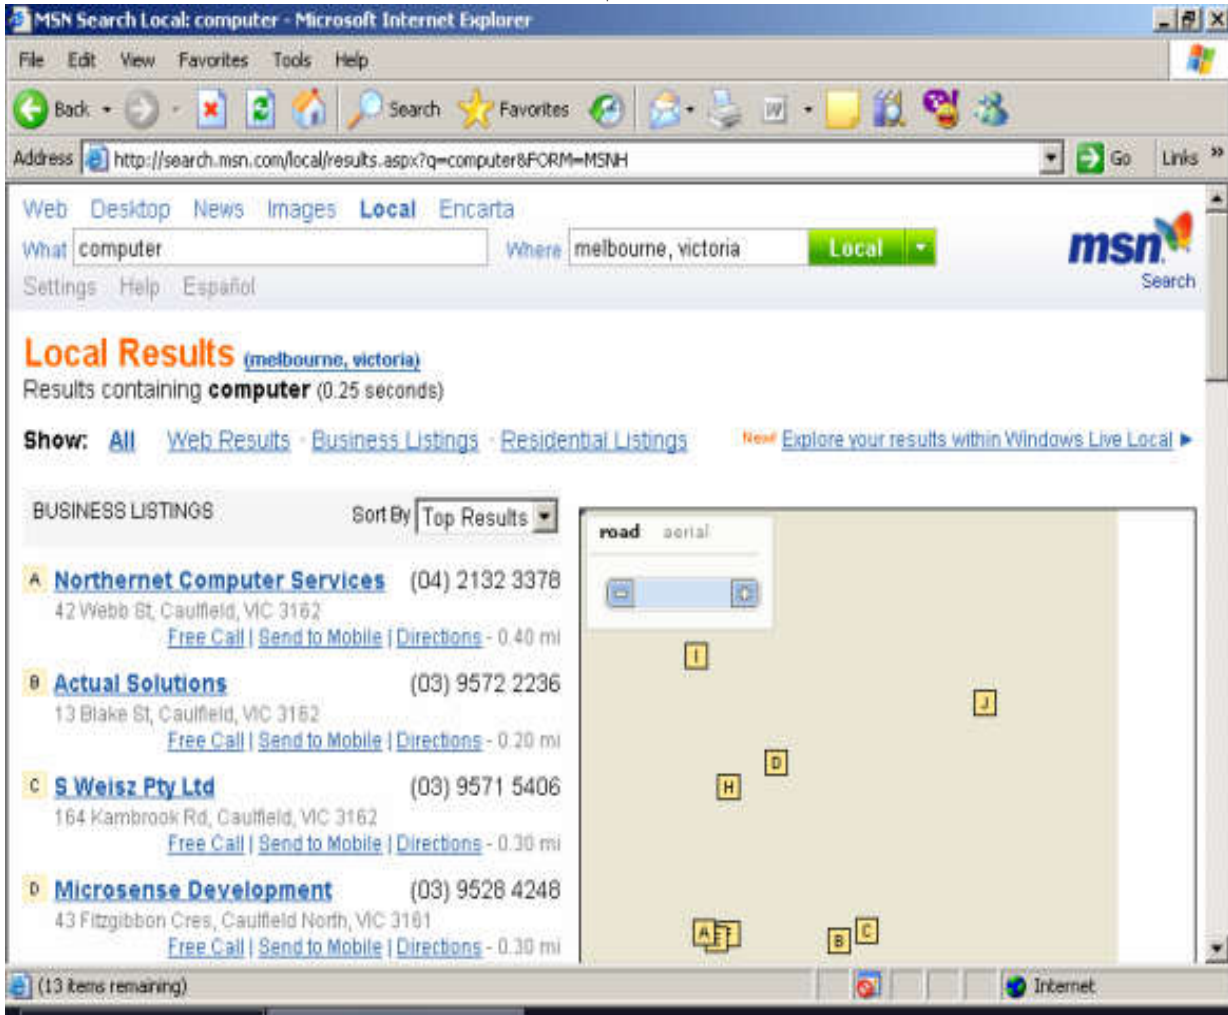 MSN Search Local: computer - Microsoft Internet Explorer
File Edit View Favorites Tools Help
Back Search Favorites
Address http://search.msn.com/local/results.aspx?q=computer&FORM=MSNH Go Links »
Web Desktop News Images Local Encarta
What computer Where melbourne, victoria Local
msn
Search
Settings Help Español
Local Results (melbourne, victoria)
Results containing computer (0.25 seconds)
Show: All Web Results - Business Listings - Residential Listings New! Explore your results within Windows Live Local
BUSINESS LISTINGS Sort By Top Results
road aerial
A Northernet Computer Services (04) 2132 3378
42 Webb St, Caulfield, VIC 3162
Free Call | Send to Mobile | Directions - 0.40 mi
I
B Actual Solutions (03) 9572 2236
13 Blake St, Caulfield, VIC 3162
J
Free Call | Send to Mobile | Directions - 0.20 mi
D
C S Weisz Pty Ltd (03) 9571 5406
H
164 Kambrook Rd, Caulfield, VIC 3162
Free Call | Send to Mobile | Directions - 0.30 mi
D Microsense Development (03) 9528 4248
43 Fitzgibbon Cres, Caulfield North, VIC 3161
A B C
Free Call | Send to Mobile | Directions - 0.30 mi
(13 items remaining) Internet